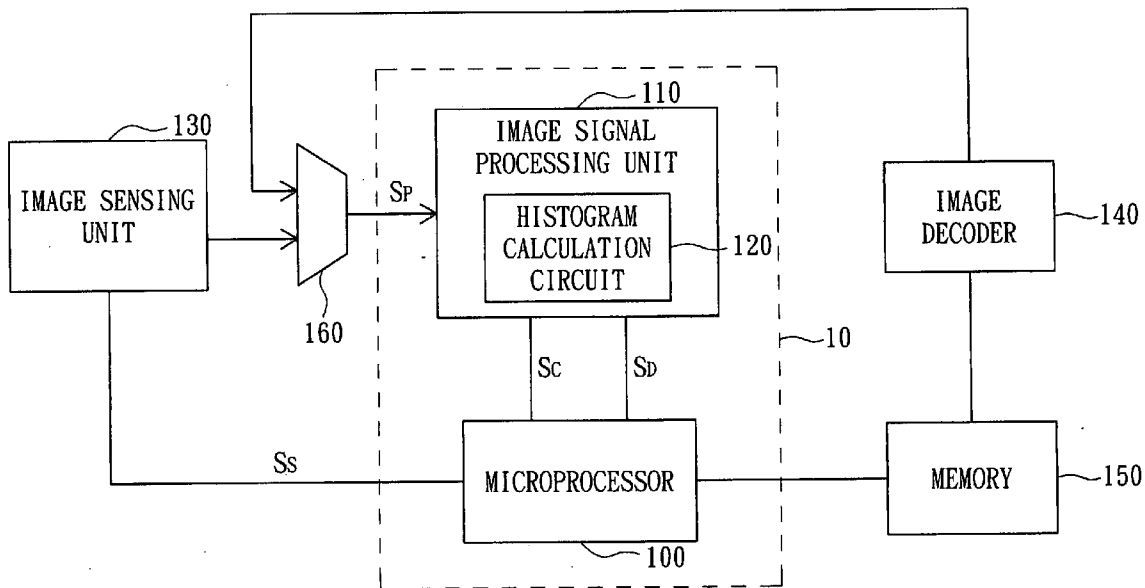 110
130
IMAGE SIGNAL
PROCESSING UNIT
IMAGE SENSING
UNIT
SP
HISTOGRAM
CALCULATION
CIRCUIT
120
IMAGE
DECODER
140
160
10
SC
SD
SS
MICROPROCESSOR
MEMORY
150
100